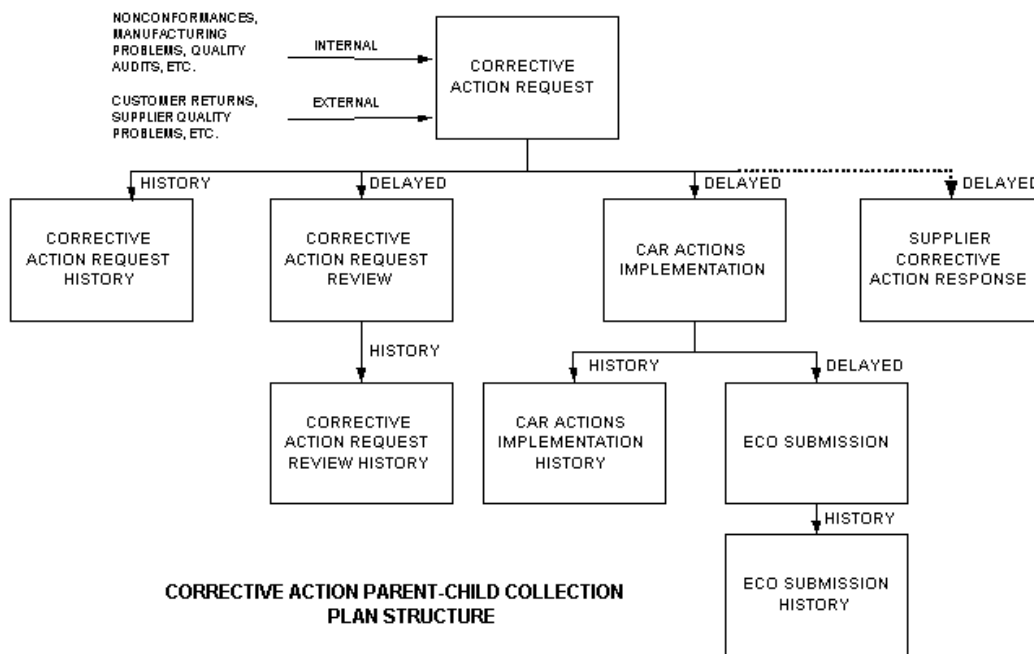 NONCONFORMANCES,
MANUFACTURING
PROBLEMS, QUALITY
AUDITS, ETC.
INTERNAL
CORRECTIVE
ACTION REQUEST
CUSTOMER RETURNS,
SUPPLIER QUALITY
PROBLEMS, ETC.
EXTERNAL
HISTORY
DELAYED
DELAYED
DELAYED
CORRECTIVE
ACTION REQUEST
HISTORY
CORRECTIVE
ACTION REQUEST
REVIEW
CAR ACTIONS
IMPLEMENTATION
SUPPLIER
CORRECTIVE
ACTION RESPONSE
HISTORY
HISTORY
DELAYED
CORRECTIVE
ACTION REQUEST
REVIEW HISTORY
CAR ACTIONS
IMPLEMENTATION
HISTORY
ECO SUBMISSION
HISTORY
ECO SUBMISSION
HISTORY
CORRECTIVE ACTION PARENT-CHILD COLLECTION
PLAN STRUCTURE